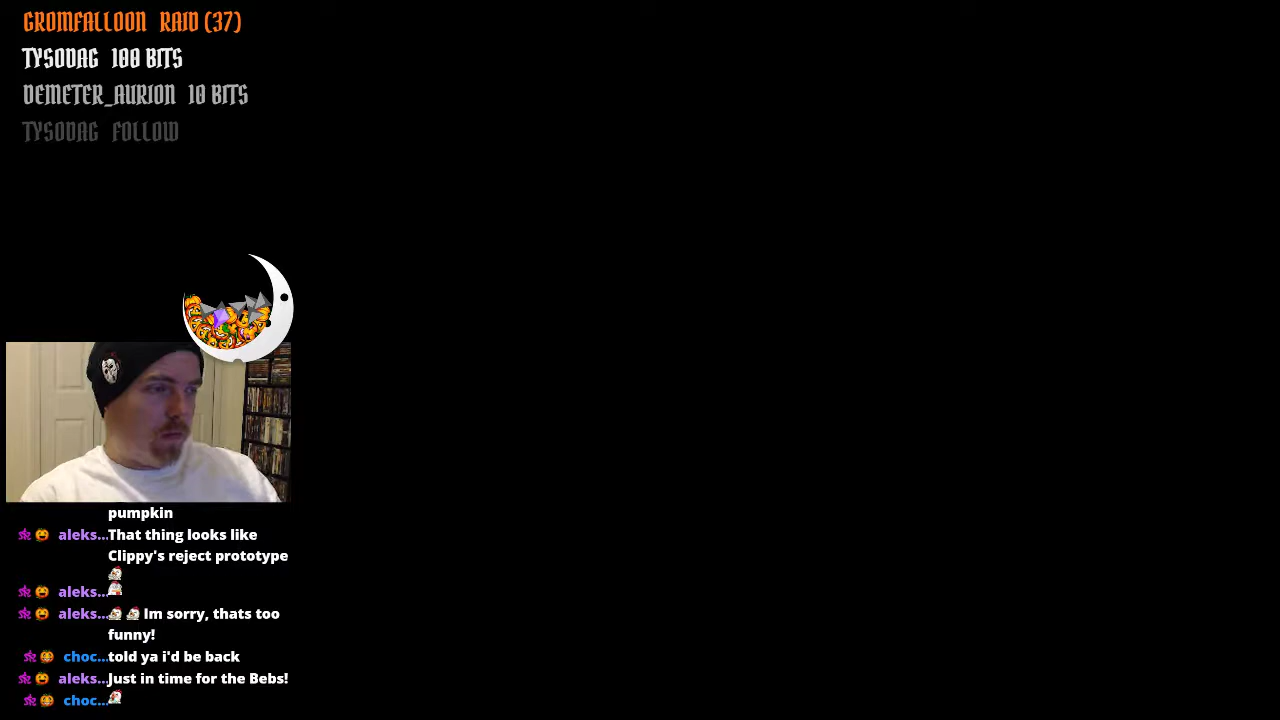 GROMFALLOON RAID (37)
TYSODAG 100 BITS
DEMETER_AURION 10 BITS
TYSODAG FOLLOW
pumpkin
aleks... That thing looks like
Clippy's reject prototype
aleks...
aleks... Im sorry, thats too
funny!
choc... told ya i'd be back
aleks... Just in time for the Bebs!
choc...